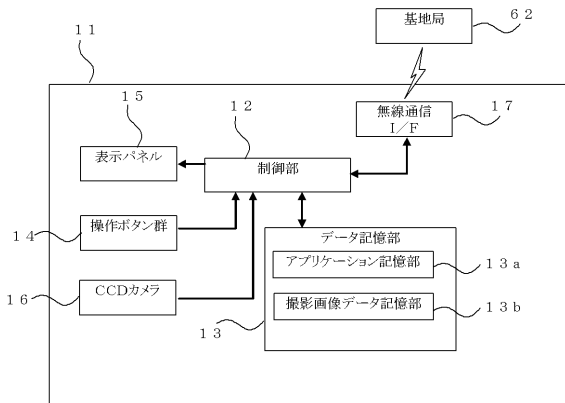 基地局
６２
１１
１５
無線通信
Ｉ／Ｆ
１７
１２
表示パネル
制御部
操作ボタン群
１４
データ記憶部
アプリケーション記憶部
１３ａ
CCDカメラ
１６
撮影画像データ記憶部
１３ｂ
１３